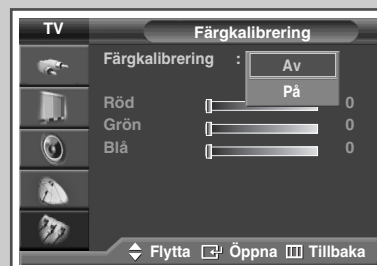 TV Färgkalibrering
Färgkalibrering : Av
På
Röd 0
Grön 0
Blå 0
Flytta Öppna Tillbaka